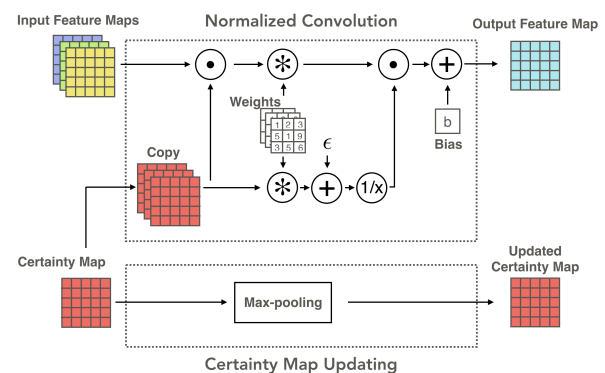 Normalized Convolution
Input Feature Maps
Output Feature Map
Weights
1 2 3
5 1 9
3 5 6
b
Bias
Copy
ϵ
+
+
1/x
Certainty Map
Updated
Certainty Map
Max-pooling
Certainty Map Updating